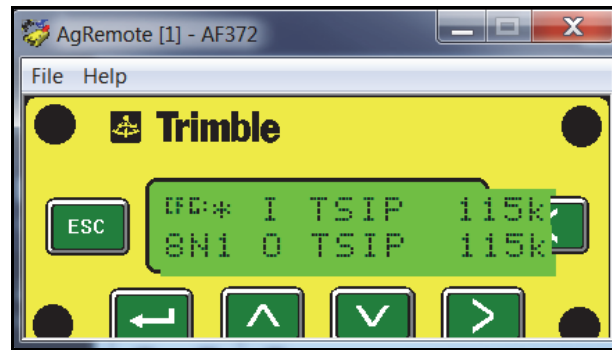 AgRemote [1] - AF372
File Help
Trimble
ESC
* I TSIP 115k
8N1 O TSIP 115k